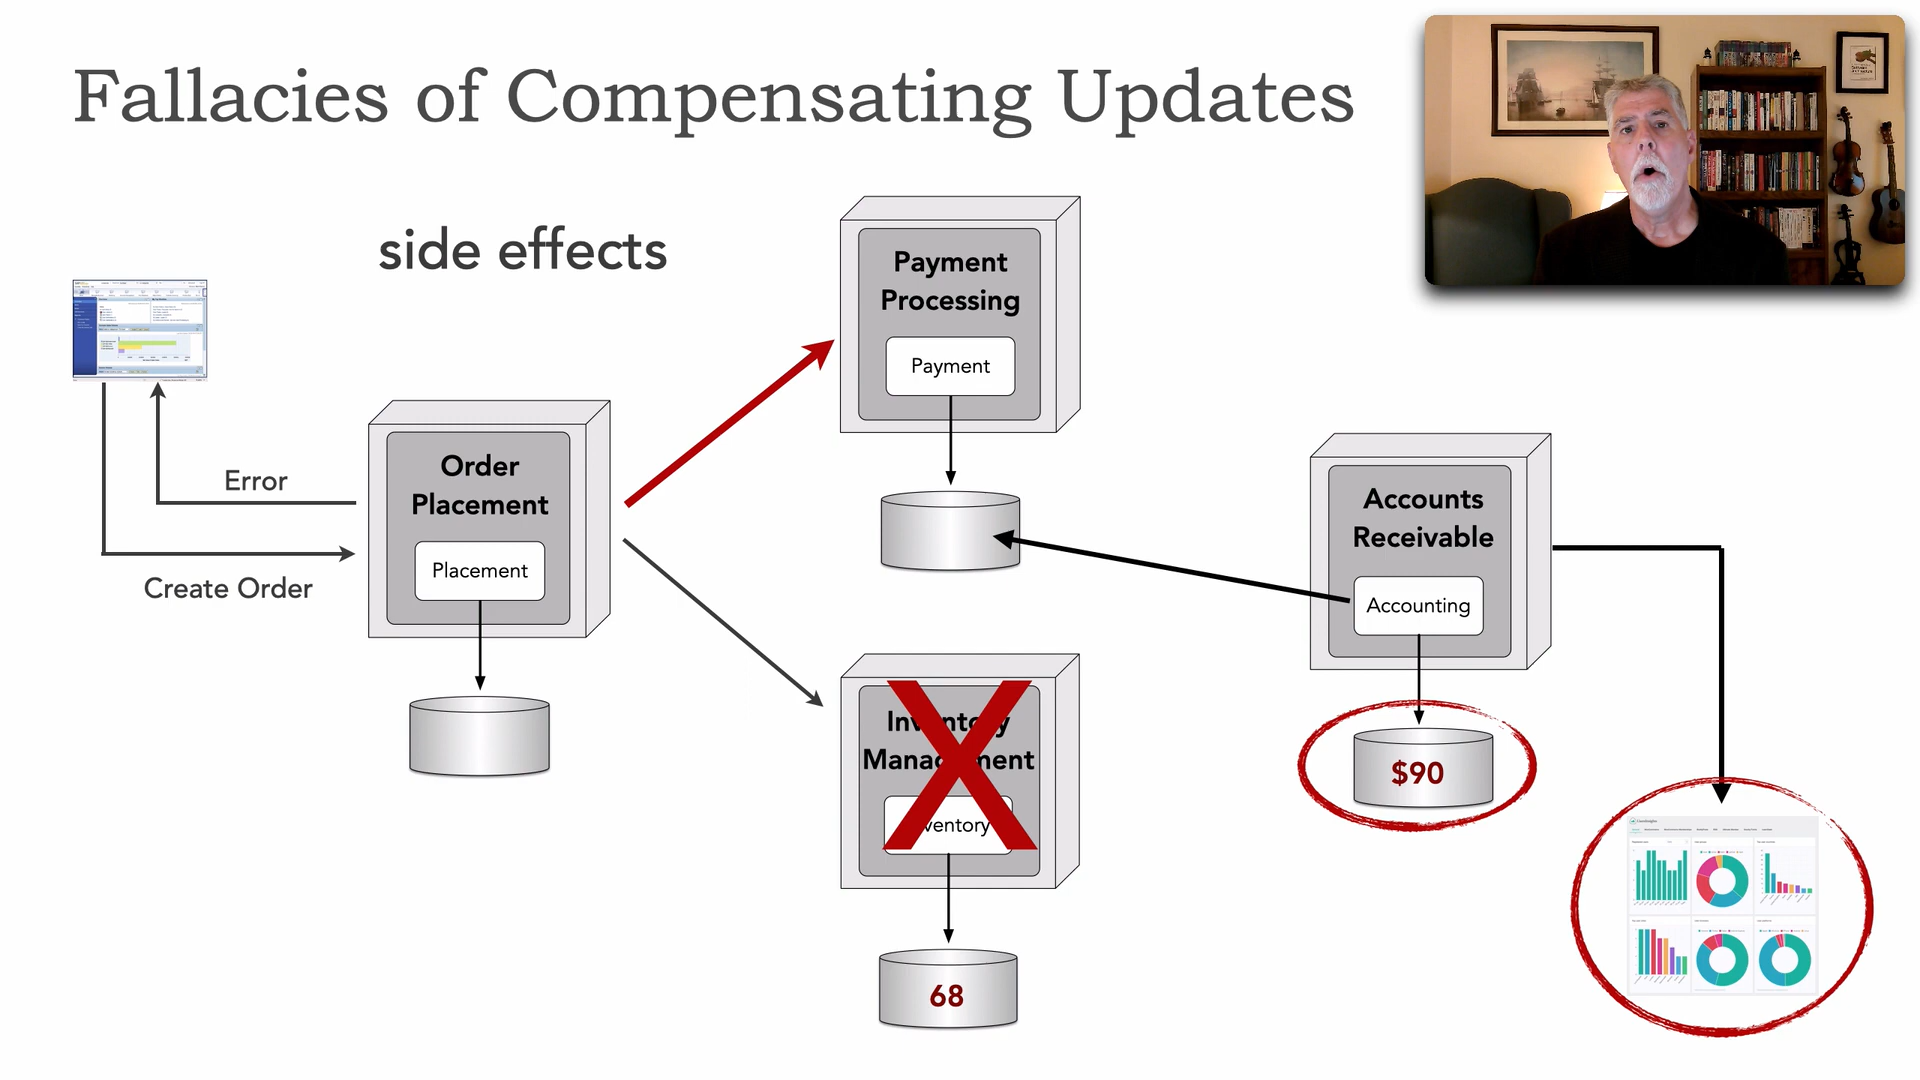 Fallacies of Compensating Updates
side effects
Payment
Processing
Payment
Order
Placement
Placement
Error
Create Order
Accounts
Receivable
Accounting
$90
Management
68